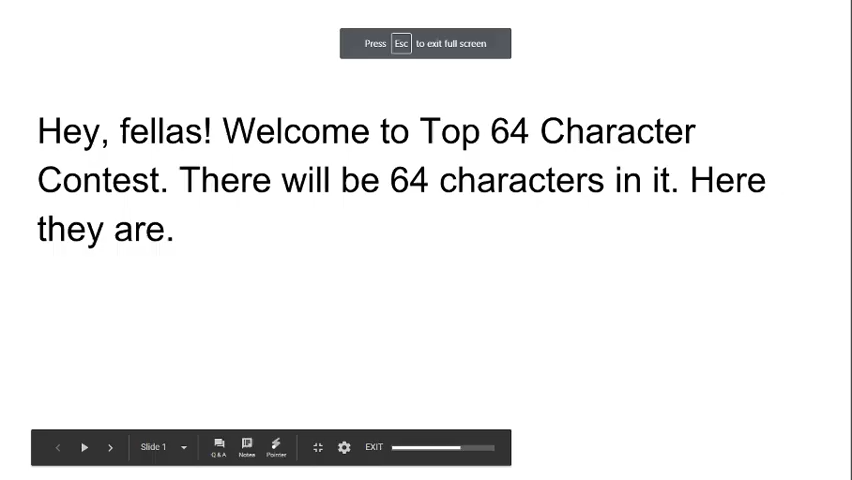 Press Esc to exit full screen
Hey, fellas! Welcome to Top 64 Character
Contest. There will be 64 characters in it. Here
they are.
Slide 1
Q & A Notes Pointer
EXIT